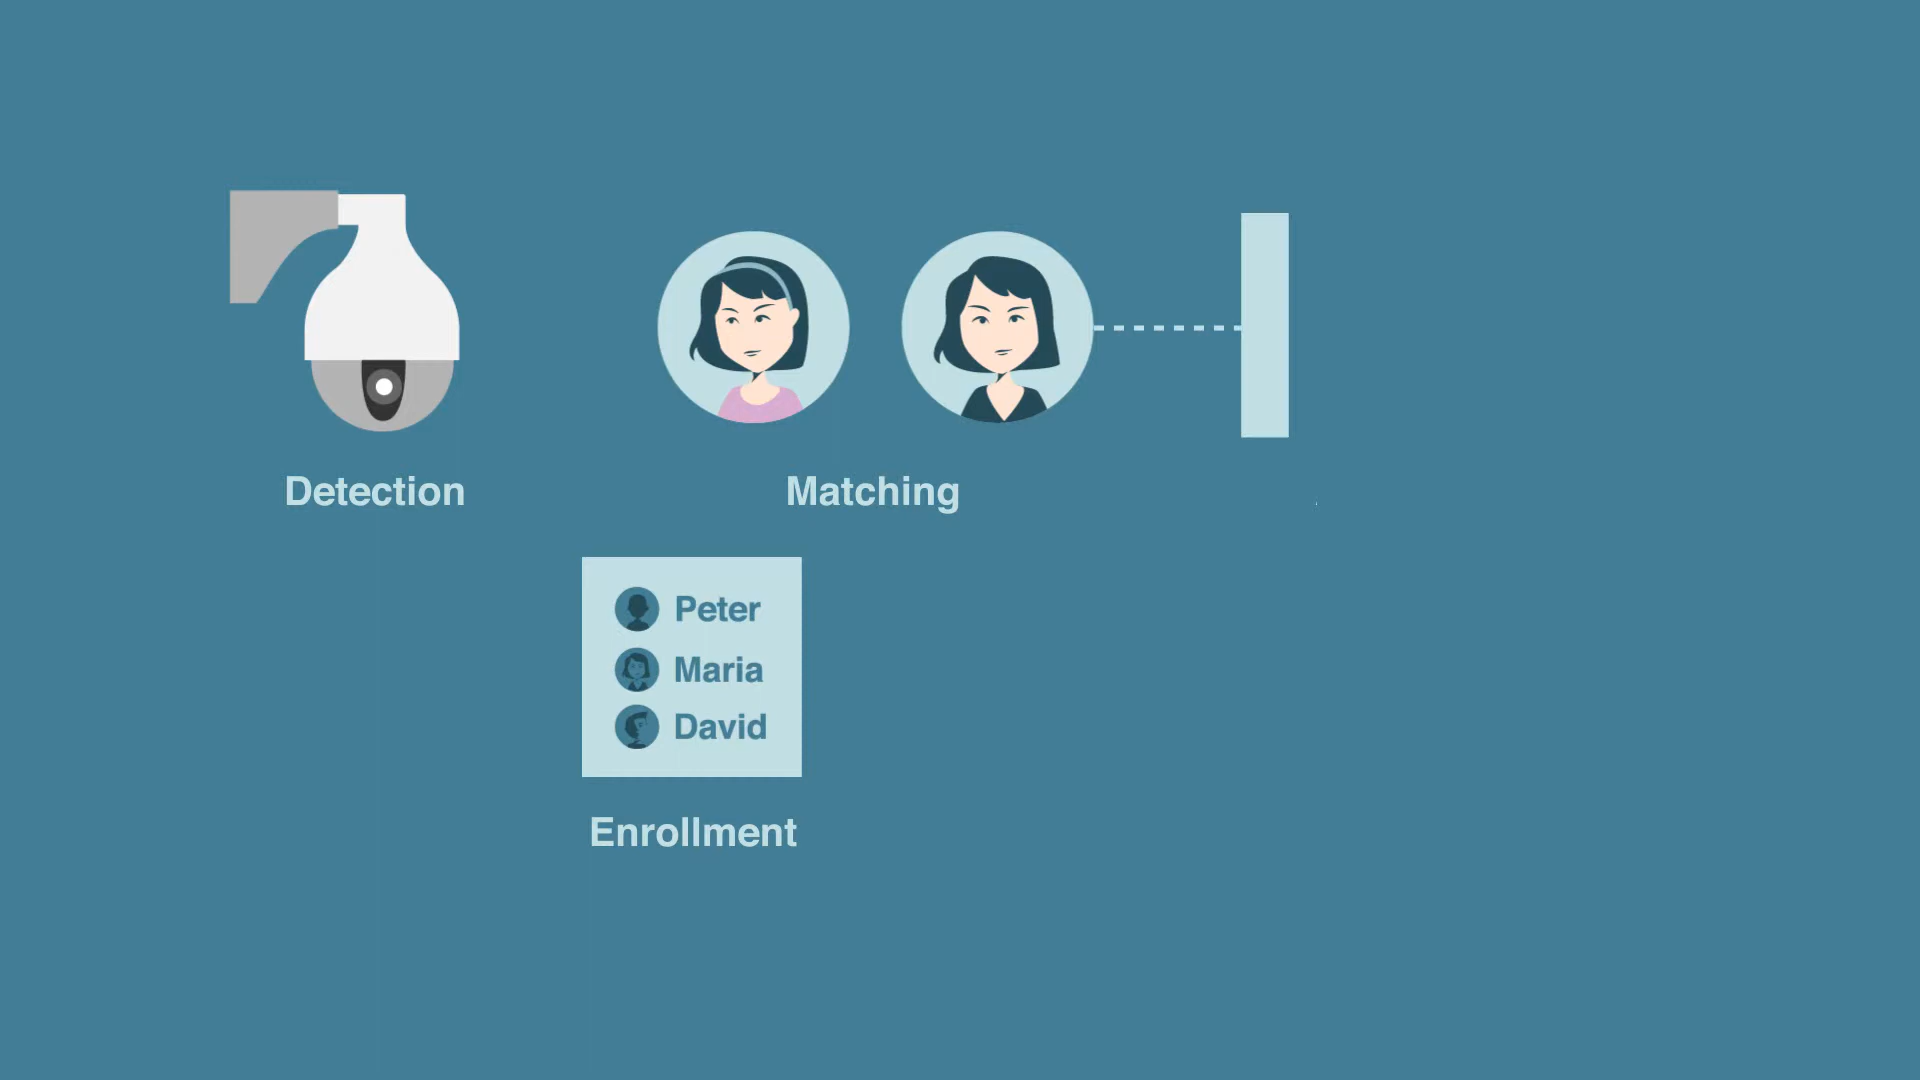 Detection
Matching
Peter
Maria
David
Enrollment